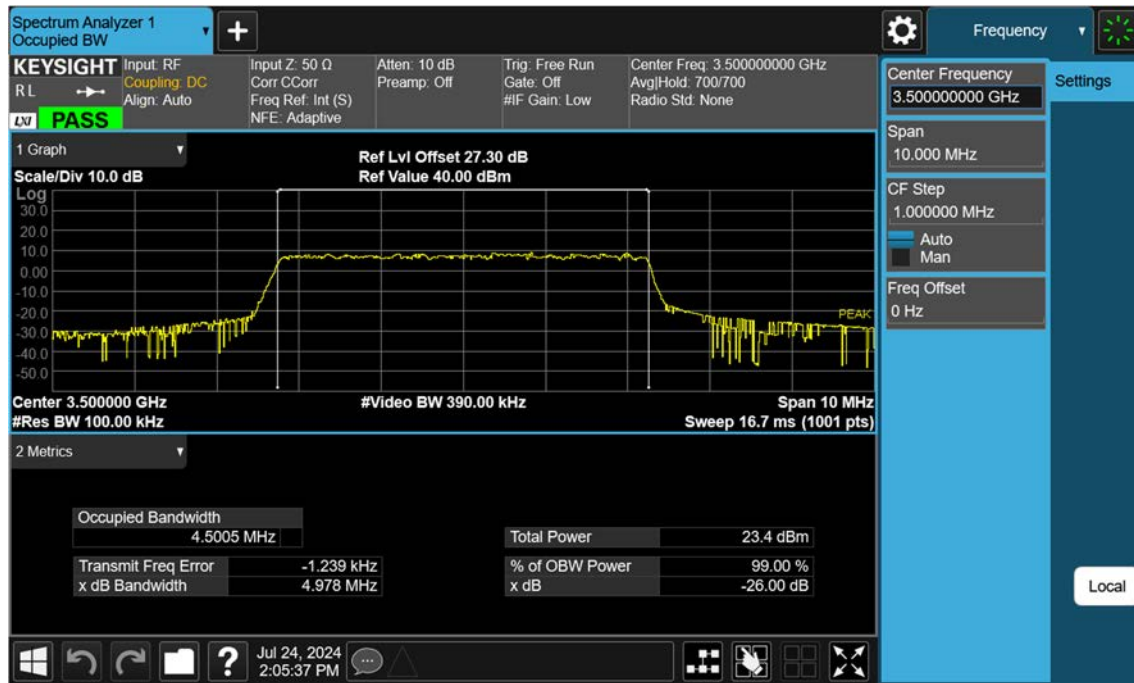 Spectrum Analyzer 1
Occupied BW
Frequency
KEYSIGHT
R L
LXI
PASS
Input: RF
Coupling: DC
Align: Auto
Input Z: 50 Ω
Corr CCorr
Freq Ref: Int (S)
NFE: Adaptive
Atten: 10 dB
Preamp: Off
Trig: Free Run
Gate: Off
#IF Gain: Low
Center Freq: 3.500000000 GHz
Avg|Hold: 700/700
Radio Std: None
Center Frequency
3.500000000 GHz
Span
10.000 MHz
CF Step
1.000000 MHz
Auto
Man
Freq Offset
0 Hz
Settings
Local
1 Graph
Scale/Div 10.0 dB
Ref Lvl Offset 27.30 dB
Ref Value 40.00 dBm
Log
30.0
20.0
10.0
0.00
-10.0
-20.0
-30.0
-40.0
-50.0
PEAK
Center 3.500000 GHz
#Video BW 390.00 kHz
Span 10 MHz
#Res BW 100.00 kHz
Sweep 16.7 ms (1001 pts)
2 Metrics
Occupied Bandwidth
4.5005 MHz
Total Power 23.4 dBm
Transmit Freq Error -1.239 kHz
% of OBW Power 99.00 %
x dB Bandwidth 4.978 MHz
x dB -26.00 dB
?
Jul 24, 2024
2:05:37 PM